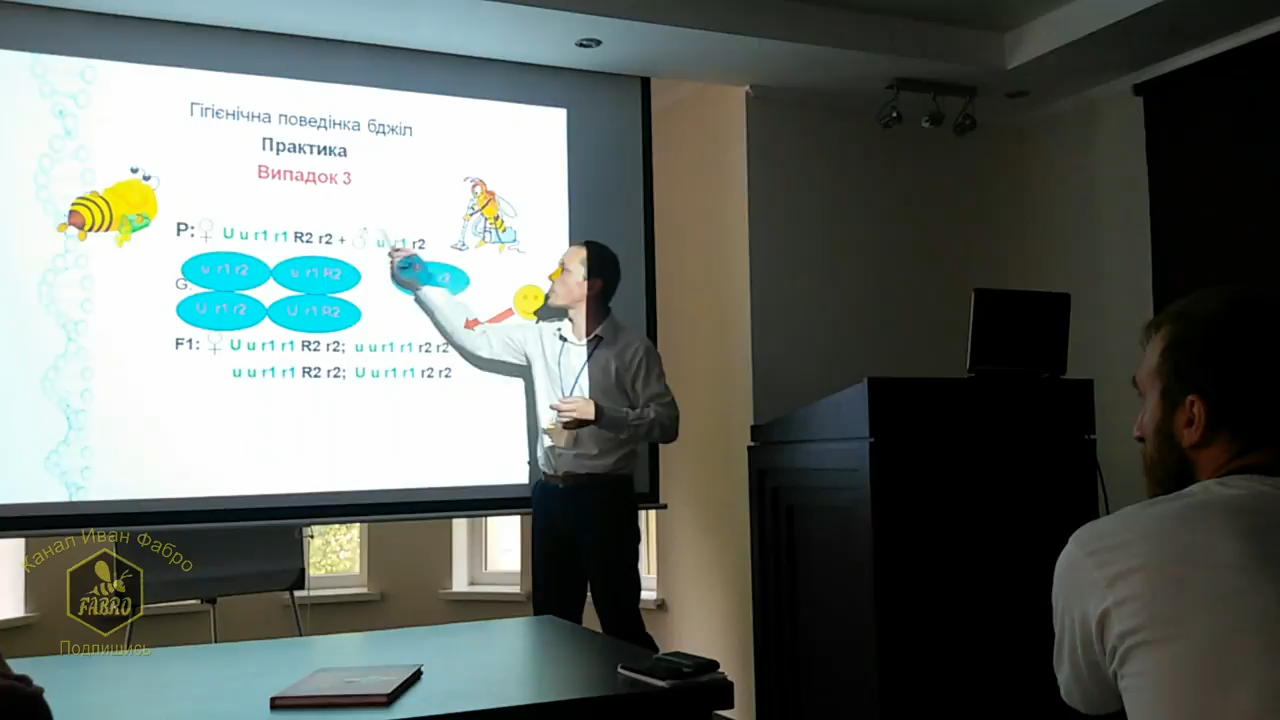 Гігієнічна поведінка бджіл
Практика
Випадок 3
P: ♀ U u r1 r1 R2 r2 + ♂ u r1 r2
u r1 r2 u r1 R2 r2
G:
U r1 r2 U r1 R2
F1: ♀ U u r1 r1 R2 r2; u u r1 r1 r2 r2
u u r1 r1 R2 r2; U u r1 r1 r2 r2
Канал Иван Фабро
FABRO
Подпишись